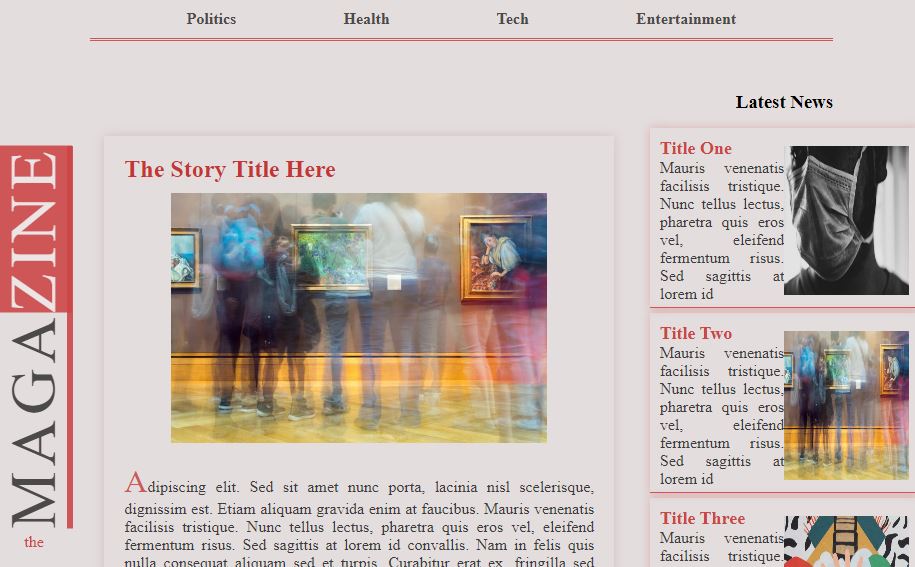 Politics Health Tech Entertainment
the
MAGAZINE
The Story Title Here
Adipiscing elit. Sed sit amet nunc porta, lacinia nisl scelerisque,
dignissim est. Etiam aliquam gravida enim at faucibus. Mauris venenatis
facilisis tristique. Nunc tellus lectus, pharetra quis eros vel, eleifend
fermentum risus. Sed sagittis at lorem id convallis. Nam in felis quis
nulla consequat aliquam sed et turpis. Curabitur erat ex, fringilla sed
Latest News
Title One
Mauris venenatis
facilisis tristique.
Nunc tellus lectus,
pharetra quis eros
vel, eleifend
fermentum risus.
Sed sagittis at
lorem id
Title Two
Mauris venenatis
facilisis tristique.
Nunc tellus lectus,
pharetra quis eros
vel, eleifend
fermentum risus.
Sed sagittis at
lorem id
Title Three
Mauris venenatis
facilisis tristique.